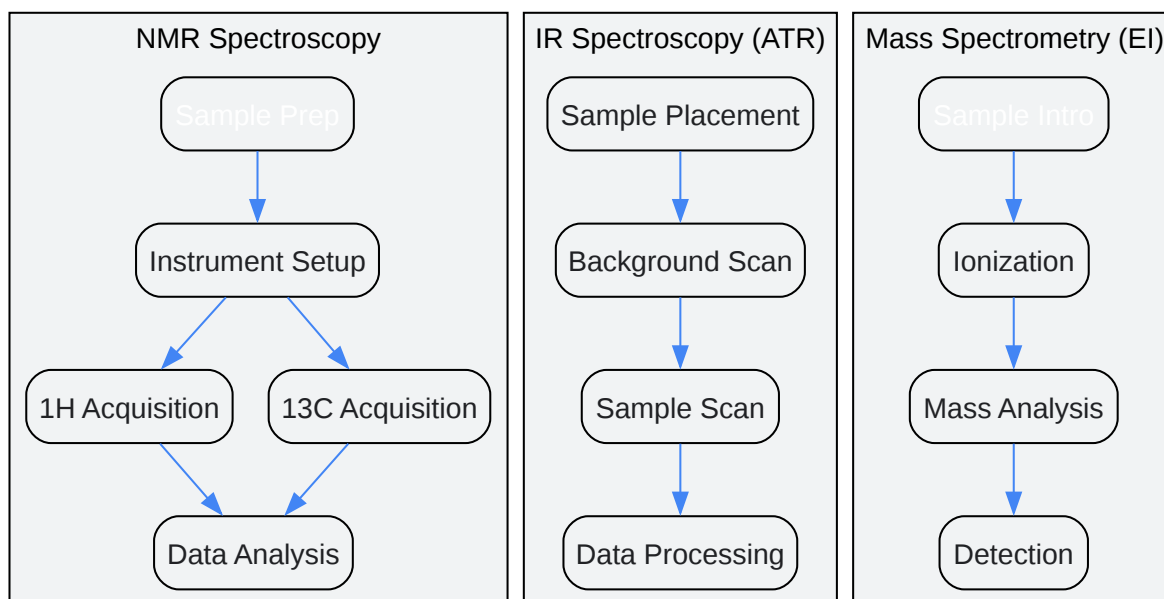 NMR Spectroscopy
Sample Prep
Instrument Setup
1H Acquisition
13C Acquisition
Data Analysis
IR Spectroscopy (ATR)
Sample Placement
Background Scan
Sample Scan
Data Processing
Mass Spectrometry (EI)
Sample Intro
Ionization
Mass Analysis
Detection